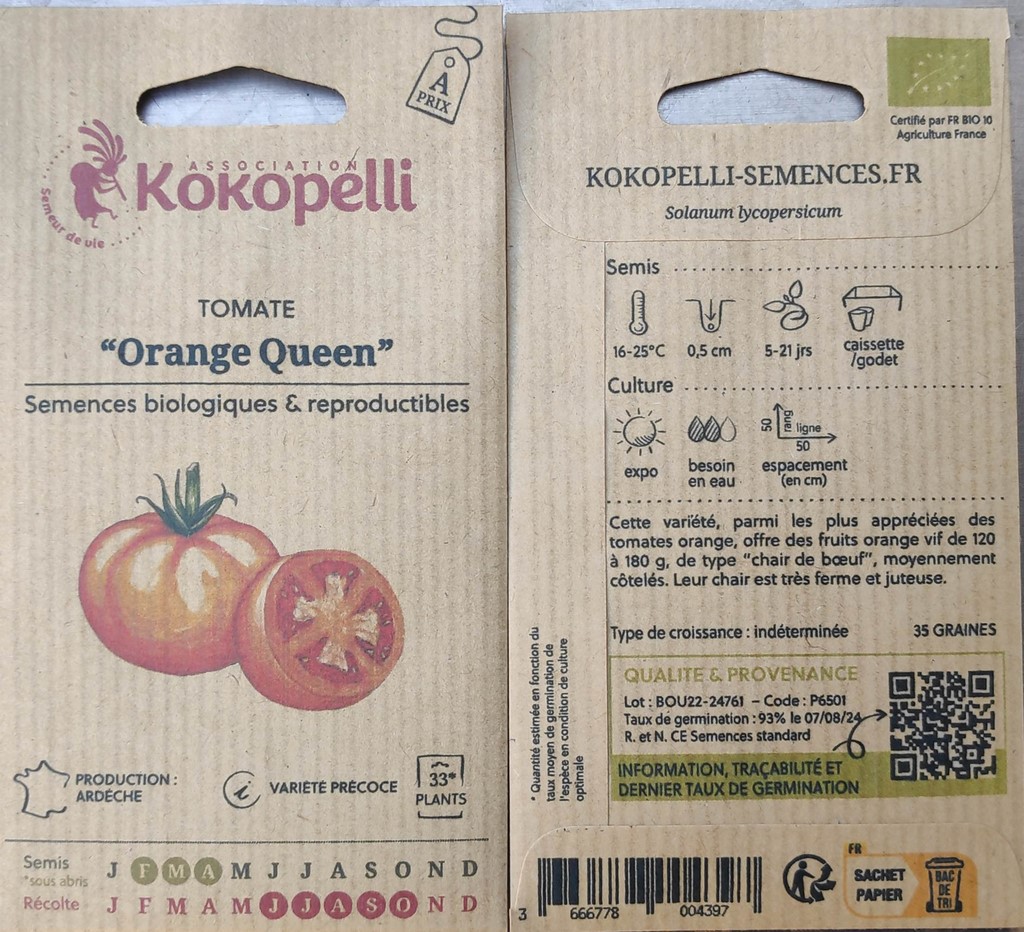 A
PRIX
ASSOCIATION
Kokopelli
Semeur de vie
TOMATE
“Orange Queen”
Semences biologiques & reproductibles
PRODUCTION :
ARDÈCHE
VARIÉTÉ PRÉCOCE
33*
PLANTS
Semis
*sous abris
J F M A M J J A S O N D
Récolte
J F M A M J J A S O N D
Certifié par FR BIO 10
Agriculture France
KOKOPELLI-SEMENCES.FR
Solanum lycopersicum
Semis
16-25°C
0,5 cm
5-21 jrs
caissette
/godet
Culture
expo
besoin
en eau
50
rang
ligne
50
espacement
(en cm)
Cette variété, parmi les plus appréciées des
tomates orange, offre des fruits orange vif de 120
à 180 g, de type “chair de bœuf”, moyennement
côtelés. Leur chair est très ferme et juteuse.
Type de croissance : indéterminée
35 GRAINES
* Quantité estimée en fonction du
taux moyen de germination de
l'espèce en condition de culture
optimale
QUALITE & PROVENANCE
Lot : BOU22-24761 – Code : P6501
Taux de germination : 93% le 07/08/24
R. et N. CE Semences standard
INFORMATION, TRAÇABILITÉ ET
DERNIER TAUX DE GERMINATION
3 666778 004397
FR
SACHET
PAPIER
BAC
DE
TRI